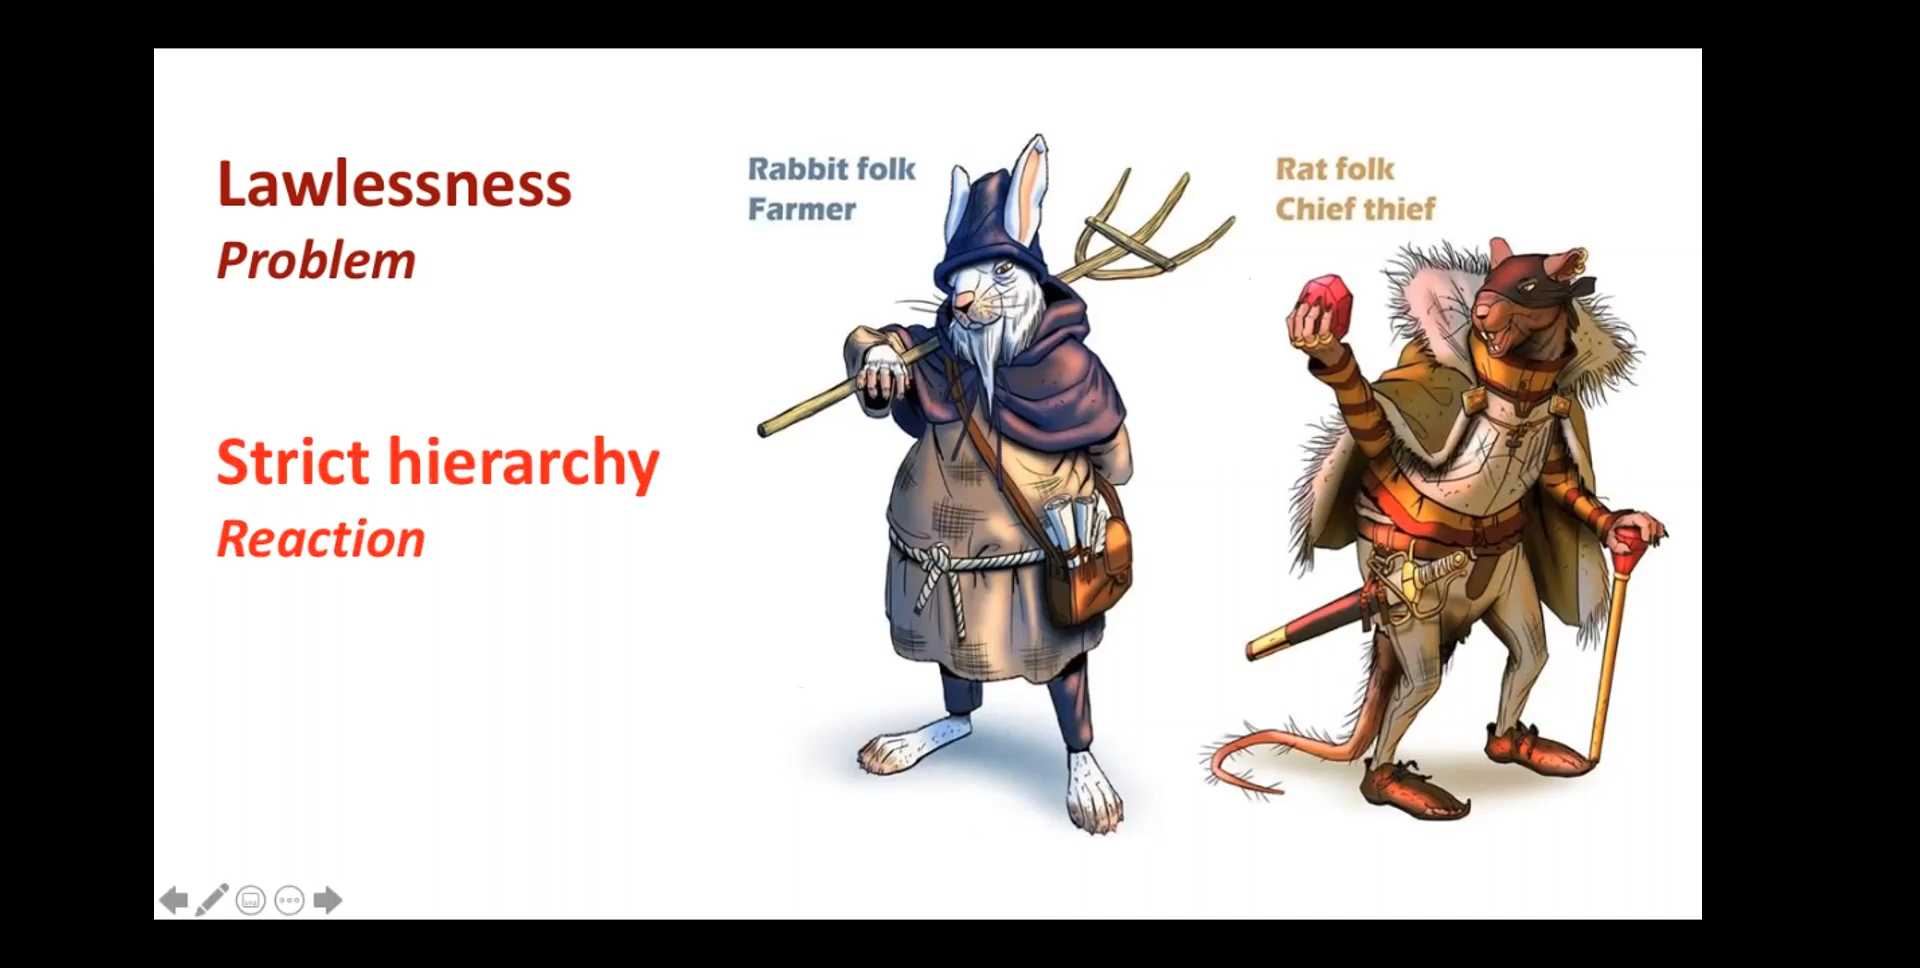 Lawlessness
Problem
Strict hierarchy
Reaction
Rabbit folk
Farmer
Rat folk
Chief thief